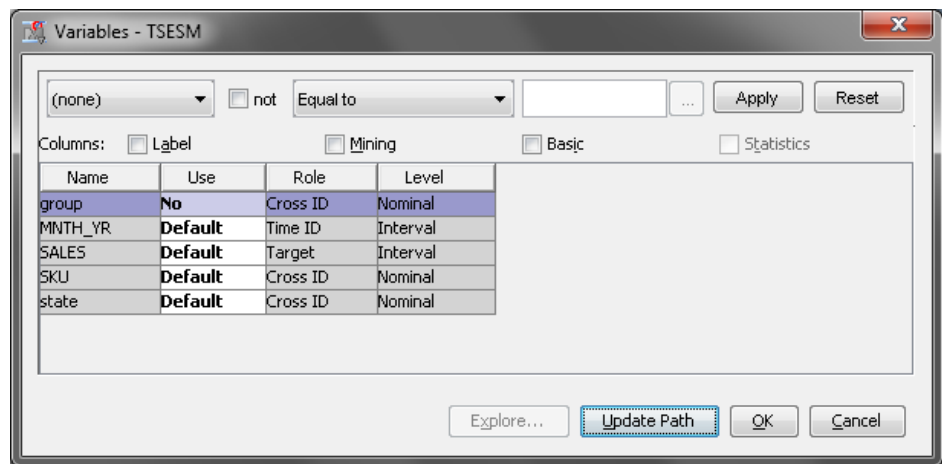 Variables - TSESM
(none) not Equal to ... Apply Reset
Columns: Label Mining Basic Statistics
Name Use Role Level
group No Cross ID Nominal
MNTH_YR Default Time ID Interval
SALES Default Target Interval
SKU Default Cross ID Nominal
state Default Cross ID Nominal
Explore... Update Path OK Cancel